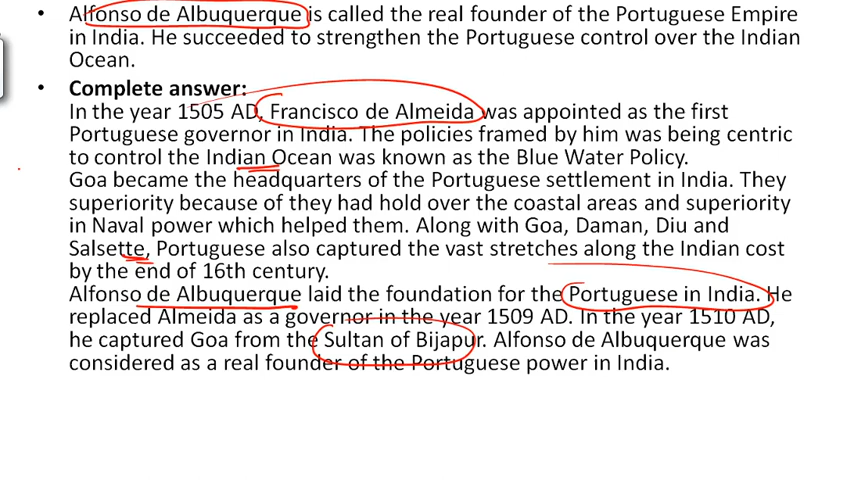 • Alfonso de Albuquerque is called the real founder of the Portuguese Empire
in India. He succeeded to strengthen the Portuguese control over the Indian
Ocean.
• Complete answer:
In the year 1505 AD, Francisco de Almeida was appointed as the first
Portuguese governor in India. The policies framed by him was being centric
to control the Indian Ocean was known as the Blue Water Policy.
Goa became the headquarters of the Portuguese settlement in India. They
superiority because of they had hold over the coastal areas and superiority
in Naval power which helped them. Along with Goa, Daman, Diu and
Salsette, Portuguese also captured the vast stretches along the Indian cost
by the end of 16th century.
Alfonso de Albuquerque laid the foundation for the Portuguese in India. He
replaced Almeida as a governor in the year 1509 AD. In the year 1510 AD,
he captured Goa from the Sultan of Bijapur. Alfonso de Albuquerque was
considered as a real founder of the Portuguese power in India.